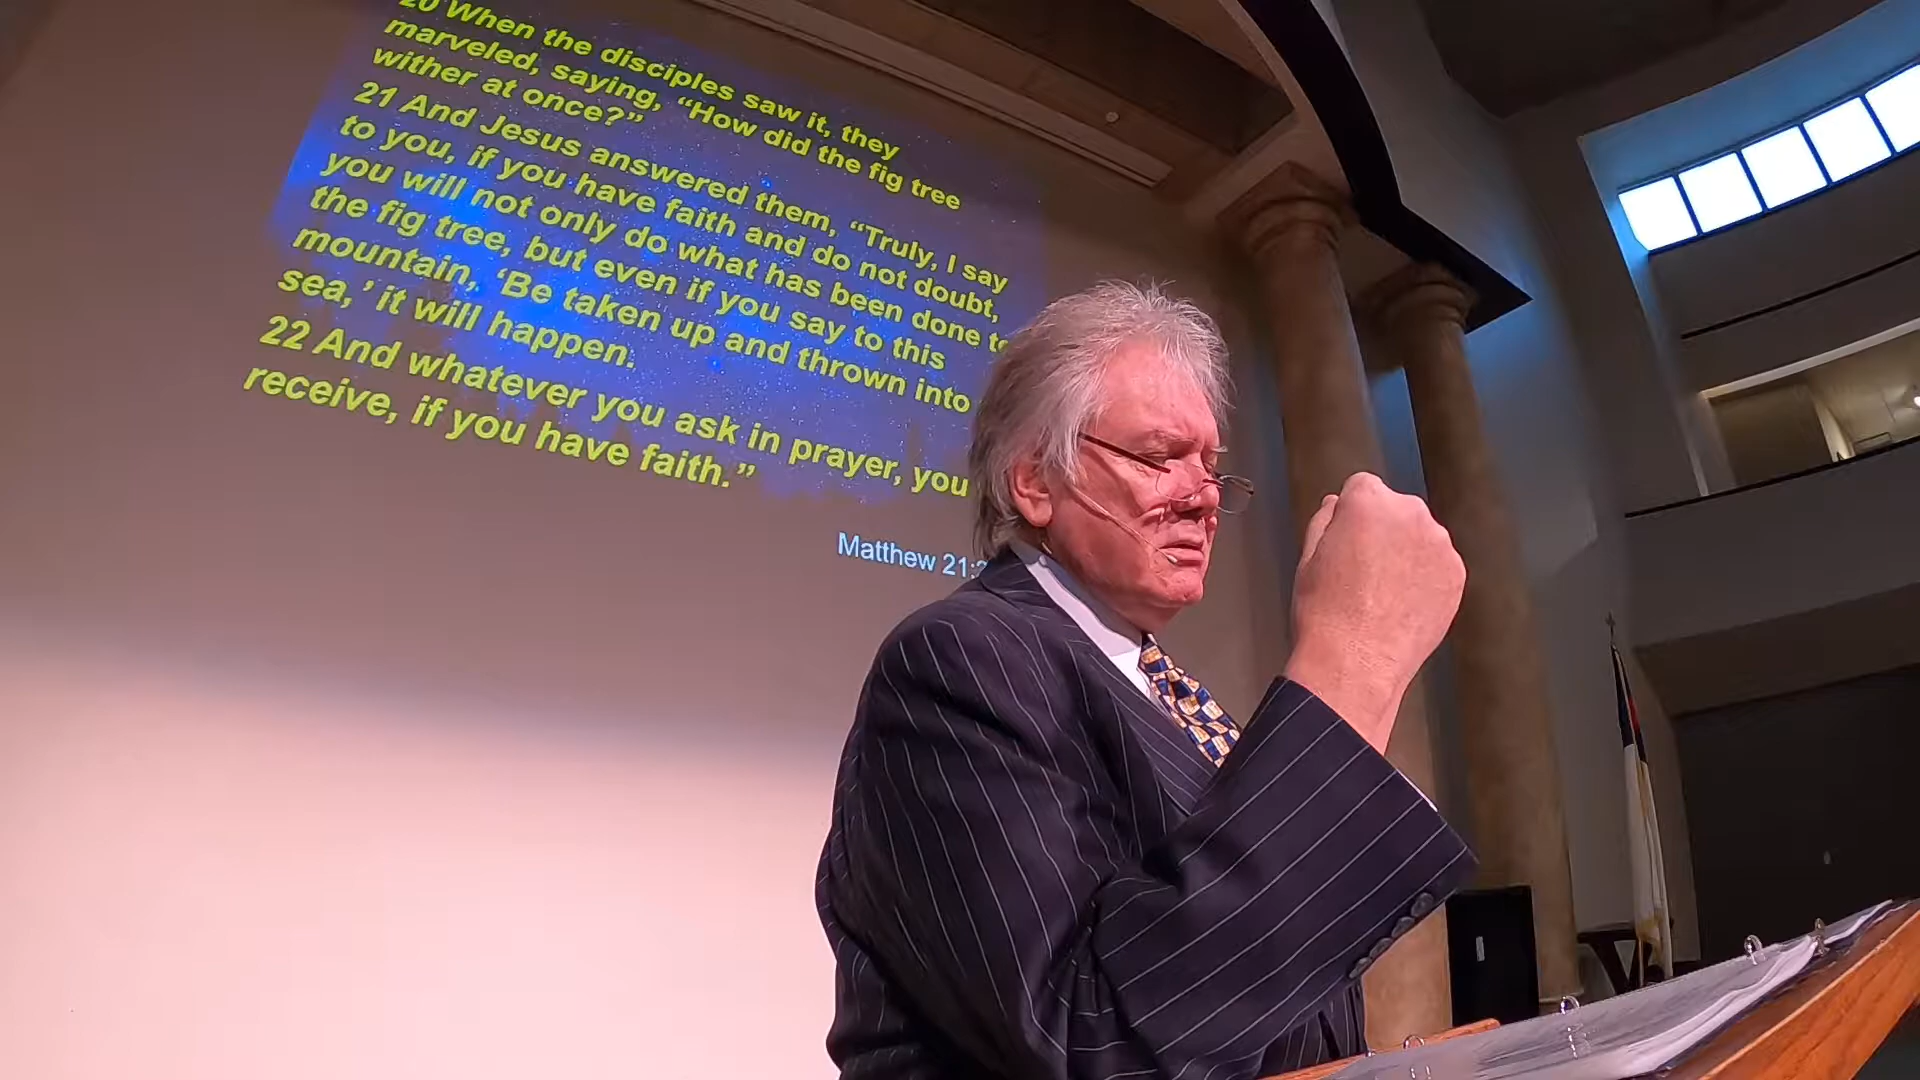 20 When the disciples saw it, they
marveled, saying, “How did the fig tree
wither at once?”
21 And Jesus answered them, “Truly, I say
to you, if you have faith and do not doubt,
you will not only do what has been done to
the fig tree, but even if you say to this
mountain, ‘Be taken up and thrown into
sea,’ it will happen.
22 And whatever you ask in prayer, you
receive, if you have faith.”
Matthew 21: